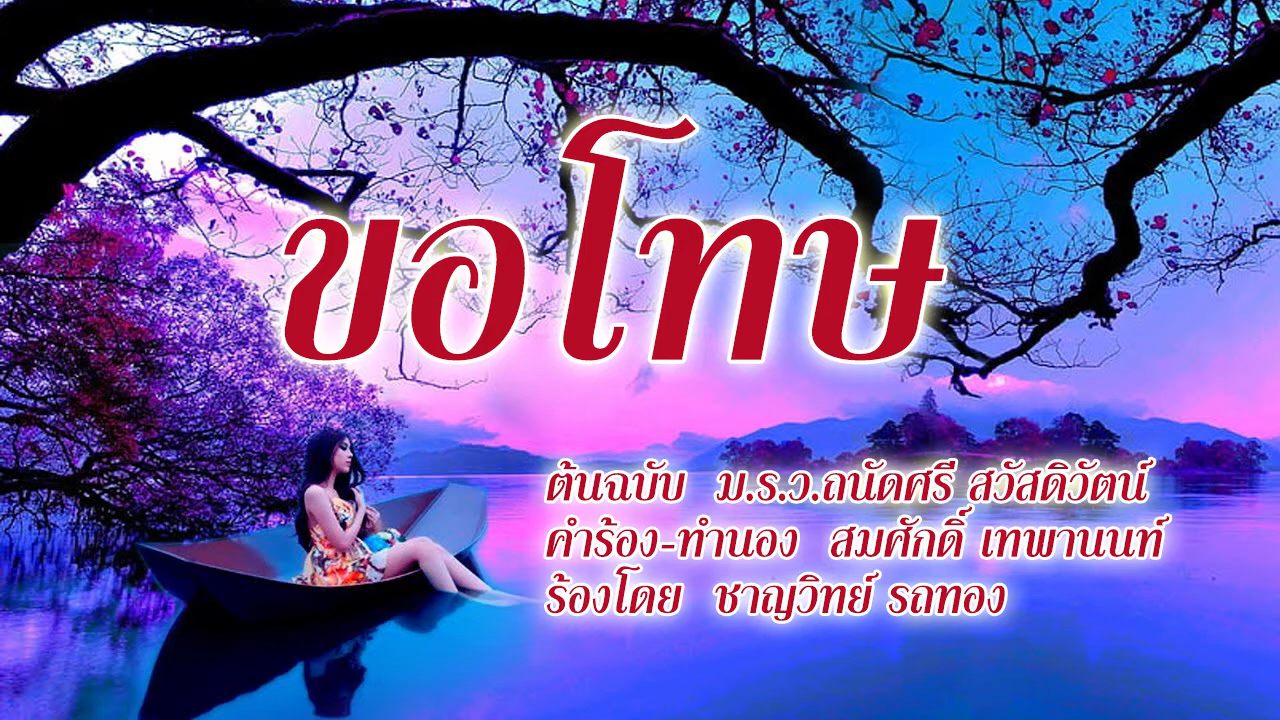 ขอโทษ
ต้นฉบับ ม.ร.ว.ถนัดศรี สวัสดิวัตน์
คำร้อง-ทำนอง สมศักดิ์ เทพานนท์
ร้องโดย ชาญวิทย์ รถทอง